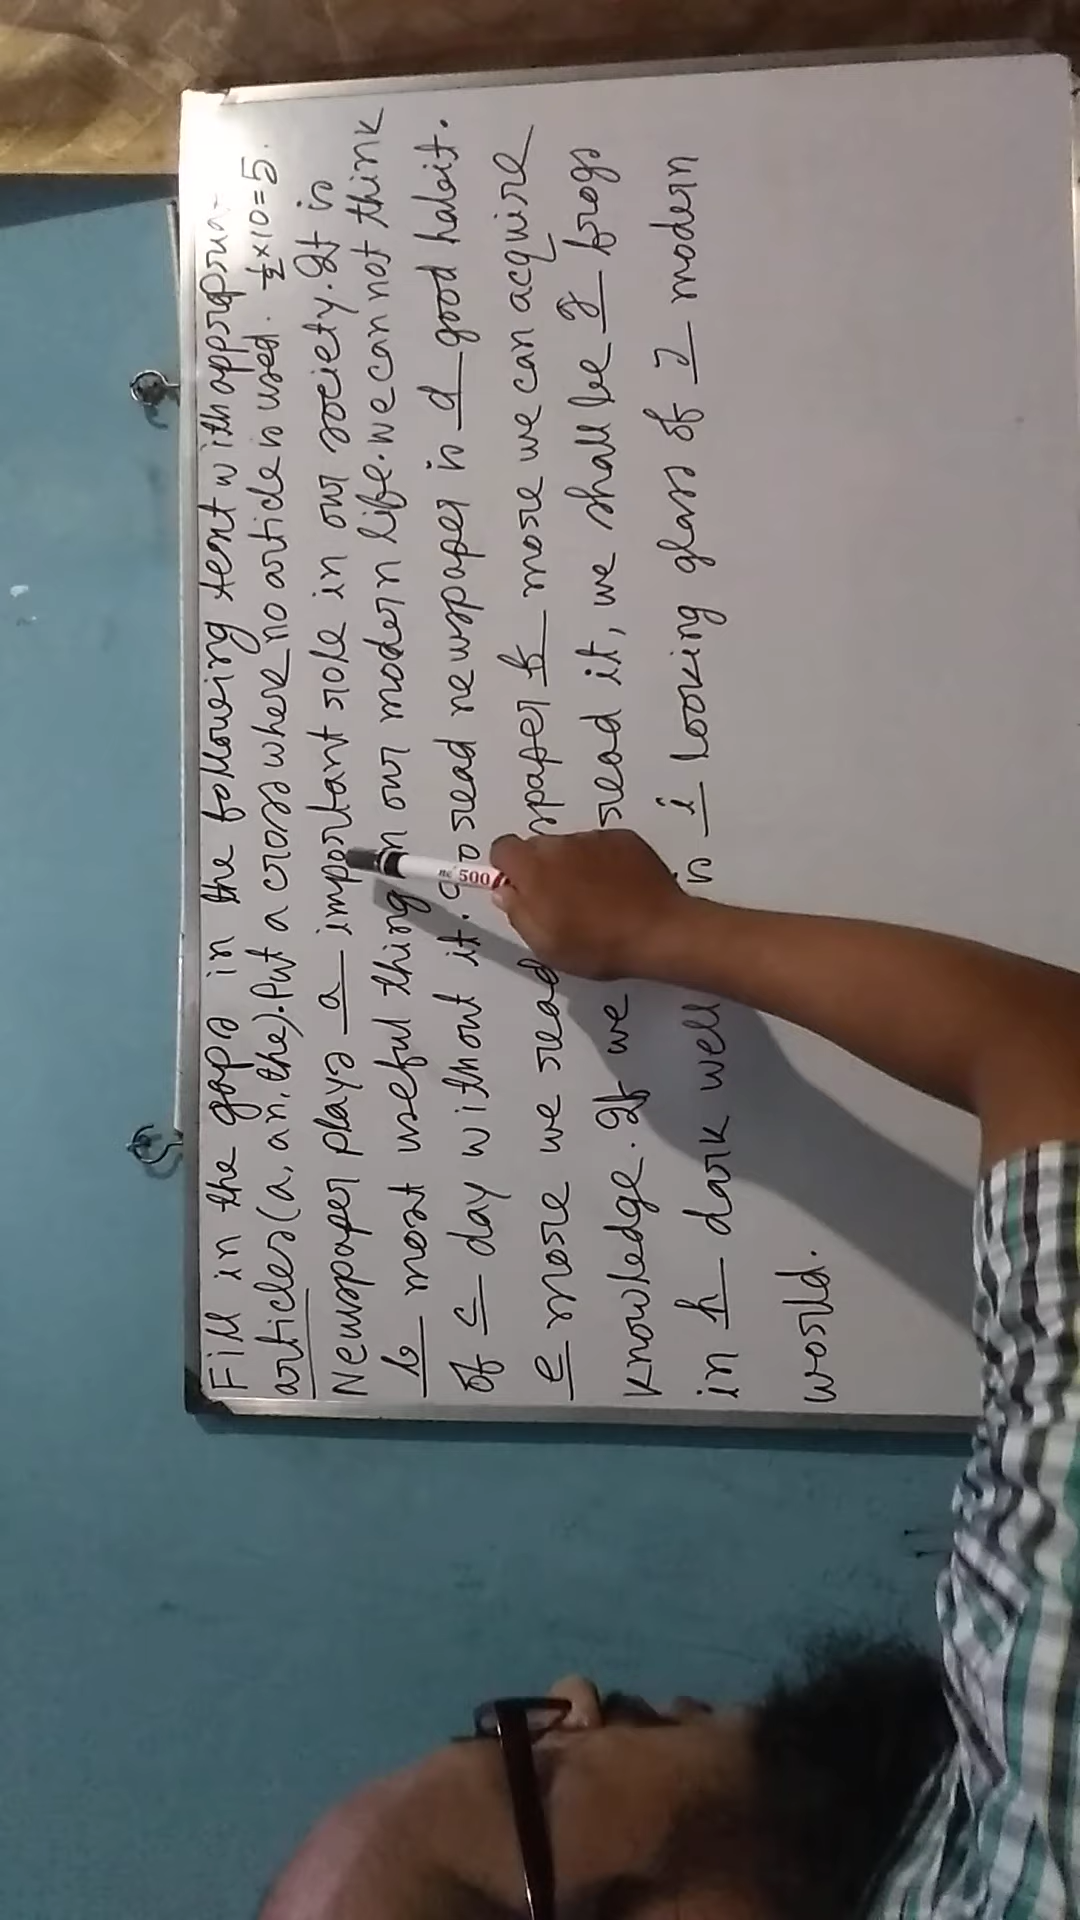 Fill in the gaps in the following text with appropria-
articles (a, an, the). Put a cross where no article is used. ½×10=5.
Newspaper plays a important role in our society. It is
b most useful thing in our modern life. we can not think
of c day without it. read newspaper is d good habit.
e more we read paper f more we can acquire
knowledge. If we read it, we shall be g frogs
in h dark well i looking glass of j modern
world.
500